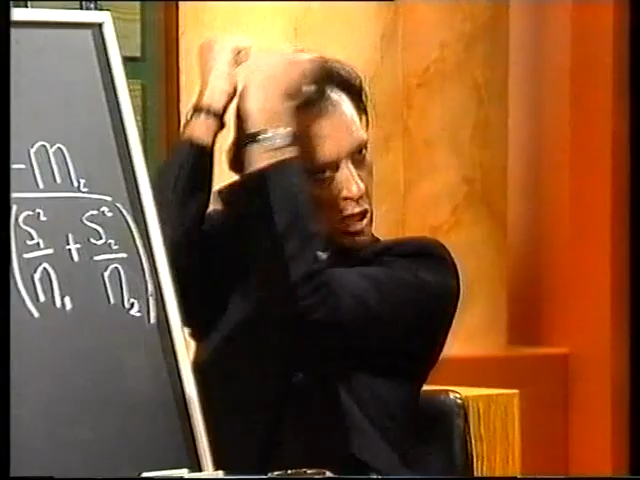 - m₂
(s₁²/n₁ + s₂²/n₂)